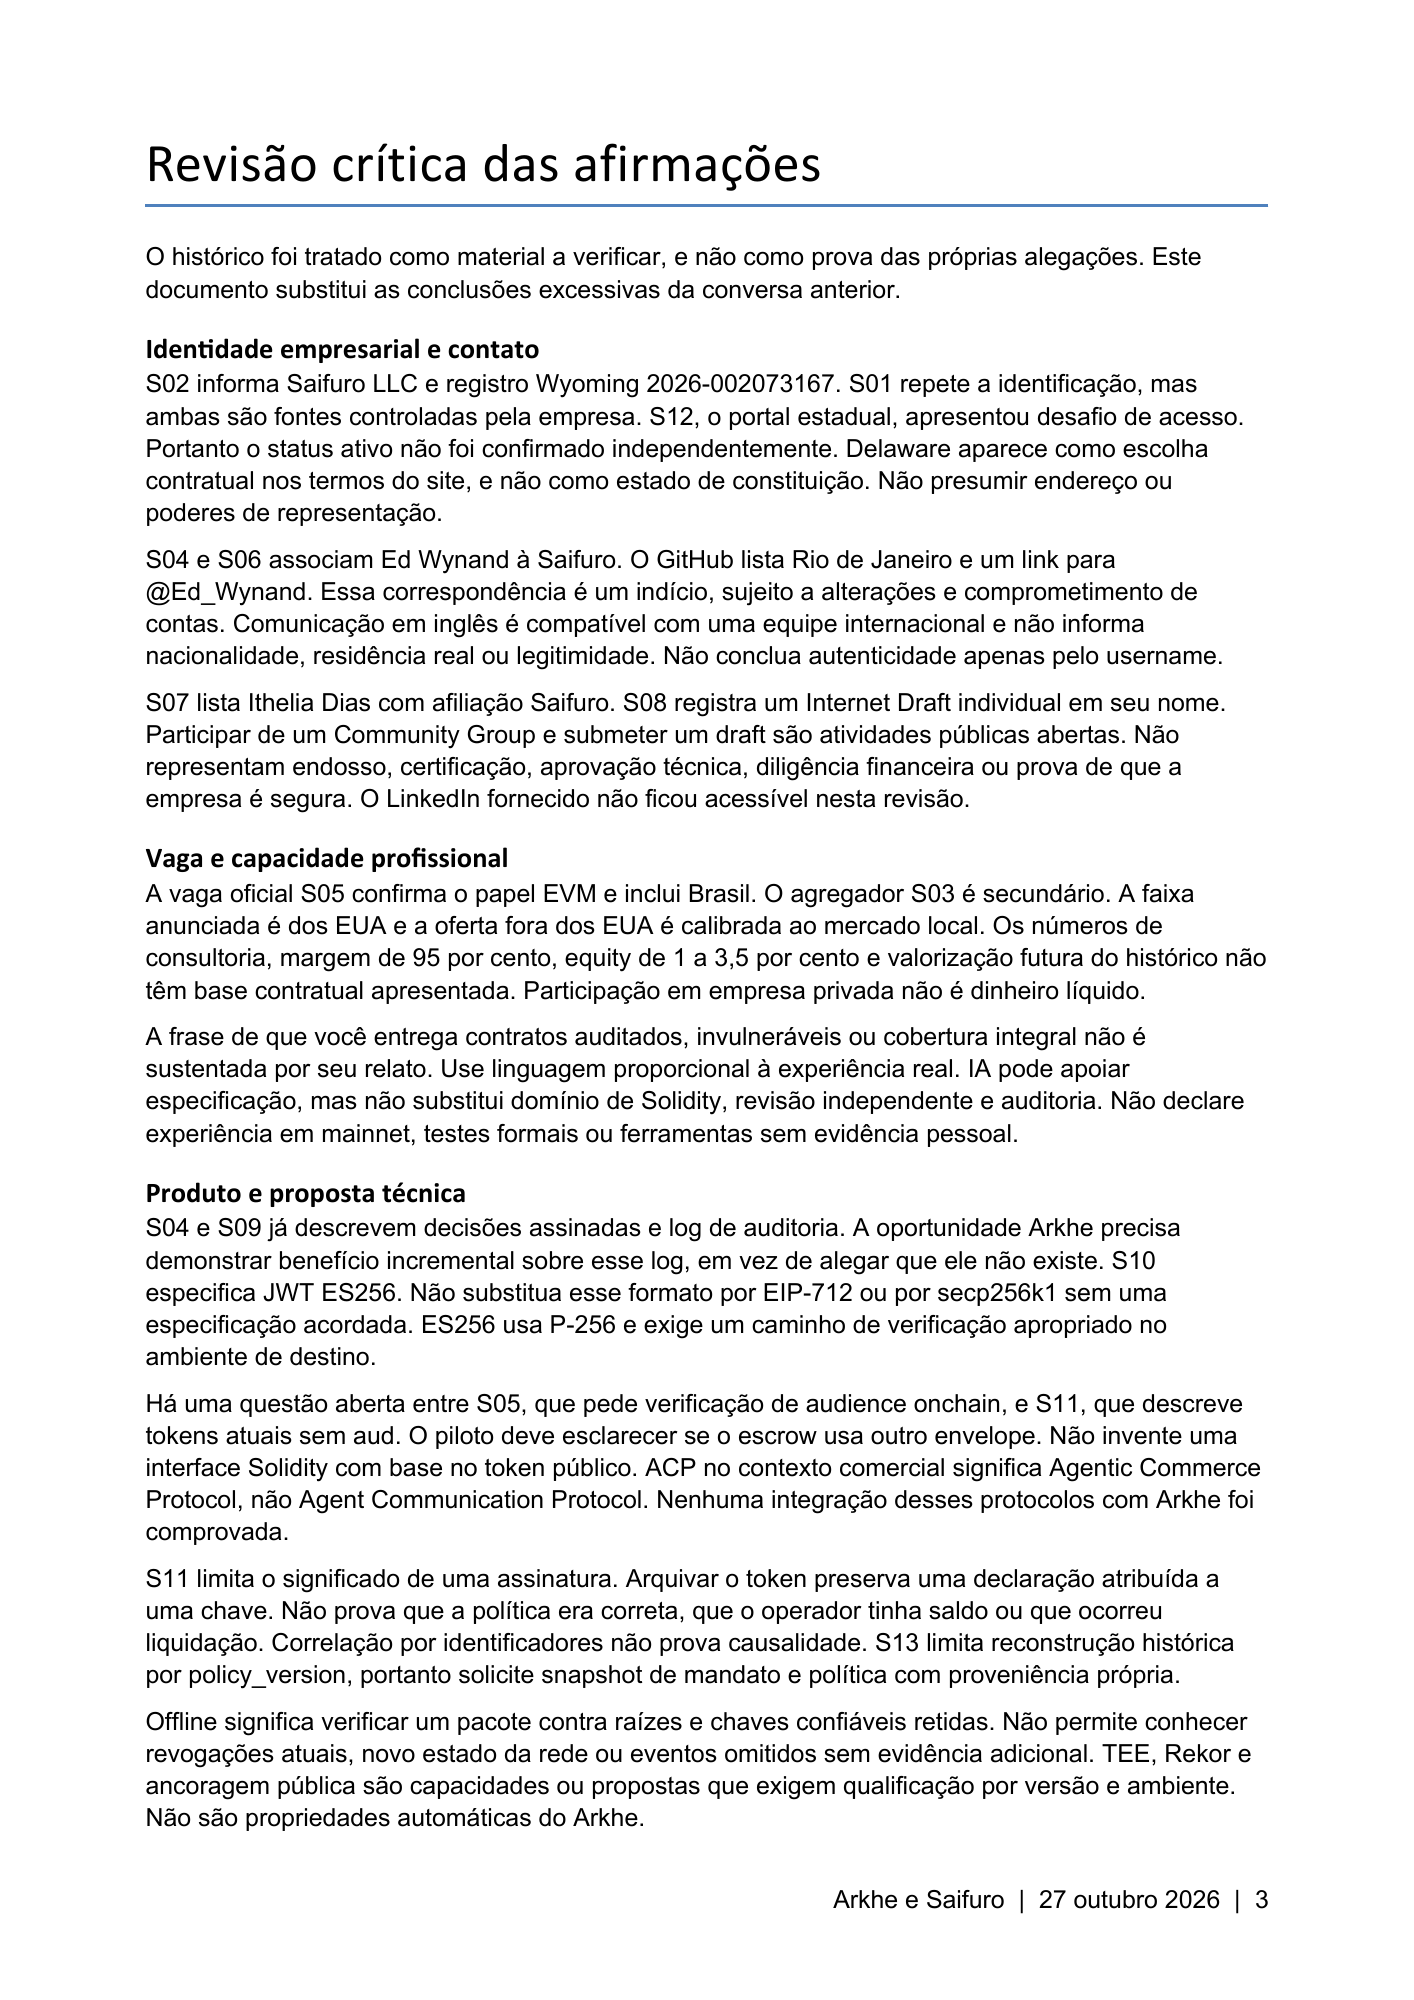 Revisão crítica das afirmações
O histórico foi tratado como material a verificar, e não como prova das próprias alegações. Este
documento substitui as conclusões excessivas da conversa anterior.
Identidade empresarial e contato
S02 informa Saifuro LLC e registro Wyoming 2026-002073167. S01 repete a identificação, mas
ambas são fontes controladas pela empresa. S12, o portal estadual, apresentou desafio de acesso.
Portanto o status ativo não foi confirmado independentemente. Delaware aparece como escolha
contratual nos termos do site, e não como estado de constituição. Não presumir endereço ou
poderes de representação.
S04 e S06 associam Ed Wynand à Saifuro. O GitHub lista Rio de Janeiro e um link para
@Ed_Wynand. Essa correspondência é um indício, sujeito a alterações e comprometimento de
contas. Comunicação em inglês é compatível com uma equipe internacional e não informa
nacionalidade, residência real ou legitimidade. Não conclua autenticidade apenas pelo username.
S07 lista Ithelia Dias com afiliação Saifuro. S08 registra um Internet Draft individual em seu nome.
Participar de um Community Group e submeter um draft são atividades públicas abertas. Não
representam endosso, certificação, aprovação técnica, diligência financeira ou prova de que a
empresa é segura. O LinkedIn fornecido não ficou acessível nesta revisão.
Vaga e capacidade profissional
A vaga oficial S05 confirma o papel EVM e inclui Brasil. O agregador S03 é secundário. A faixa
anunciada é dos EUA e a oferta fora dos EUA é calibrada ao mercado local. Os números de
consultoria, margem de 95 por cento, equity de 1 a 3,5 por cento e valorização futura do histórico não
têm base contratual apresentada. Participação em empresa privada não é dinheiro líquido.
A frase de que você entrega contratos auditados, invulneráveis ou cobertura integral não é
sustentada por seu relato. Use linguagem proporcional à experiência real. IA pode apoiar
especificação, mas não substitui domínio de Solidity, revisão independente e auditoria. Não declare
experiência em mainnet, testes formais ou ferramentas sem evidência pessoal.
Produto e proposta técnica
S04 e S09 já descrevem decisões assinadas e log de auditoria. A oportunidade Arkhe precisa
demonstrar benefício incremental sobre esse log, em vez de alegar que ele não existe. S10
especifica JWT ES256. Não substitua esse formato por EIP-712 ou por secp256k1 sem uma
especificação acordada. ES256 usa P-256 e exige um caminho de verificação apropriado no
ambiente de destino.
Há uma questão aberta entre S05, que pede verificação de audience onchain, e S11, que descreve
tokens atuais sem aud. O piloto deve esclarecer se o escrow usa outro envelope. Não invente uma
interface Solidity com base no token público. ACP no contexto comercial significa Agentic Commerce
Protocol, não Agent Communication Protocol. Nenhuma integração desses protocolos com Arkhe foi
comprovada.
S11 limita o significado de uma assinatura. Arquivar o token preserva uma declaração atribuída a
uma chave. Não prova que a política era correta, que o operador tinha saldo ou que ocorreu
liquidação. Correlação por identificadores não prova causalidade. S13 limita reconstrução histórica
por policy_version, portanto solicite snapshot de mandato e política com proveniência própria.
Offline significa verificar um pacote contra raízes e chaves confiáveis retidas. Não permite conhecer
revogações atuais, novo estado da rede ou eventos omitidos sem evidência adicional. TEE, Rekor e
ancoragem pública são capacidades ou propostas que exigem qualificação por versão e ambiente.
Não são propriedades automáticas do Arkhe.
Arkhe e Saifuro | 27 outubro 2026 | 3